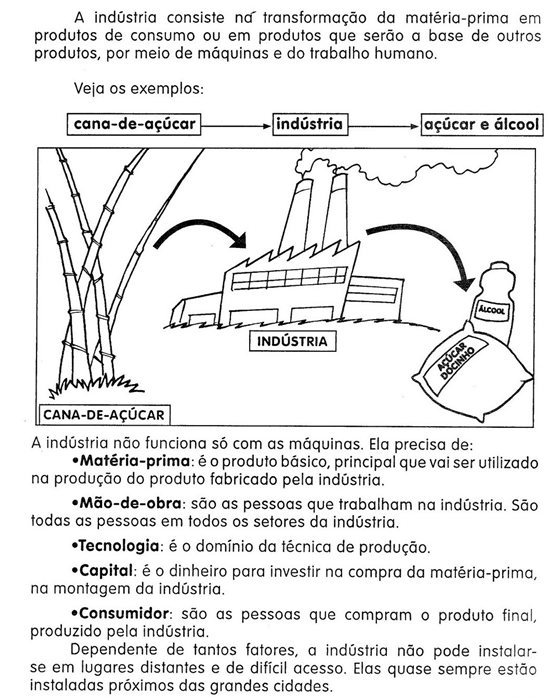 A indústria consiste na transformação da matéria-prima em
produtos de consumo ou em produtos que serão a base de outros
produtos, por meio de máquinas e do trabalho humano.
Veja os exemplos:
cana-de-açúcar indústria açúcar e álcool
ÁLCOOL
AÇÚCAR
DOCINHO
INDÚSTRIA
CANA-DE-AÇÚCAR
A indústria não funciona só com as máquinas. Ela precisa de:
•Matéria-prima: é o produto básico, principal que vai ser utilizado
na produção do produto fabricado pela indústria.
•Mão-de-obra: são as pessoas que trabalham na indústria. São
todas as pessoas em todos os setores da indústria.
•Tecnologia: é o domínio da técnica de produção.
•Capital: é o dinheiro para investir na compra da matéria-prima,
na montagem da indústria.
•Consumidor: são as pessoas que compram o produto final,
produzido pela indústria.
Dependente de tantos fatores, a indústria não pode instalar-
se em lugares distantes e de difícil acesso. Elas quase sempre estão
instaladas próximos das grandes cidades.